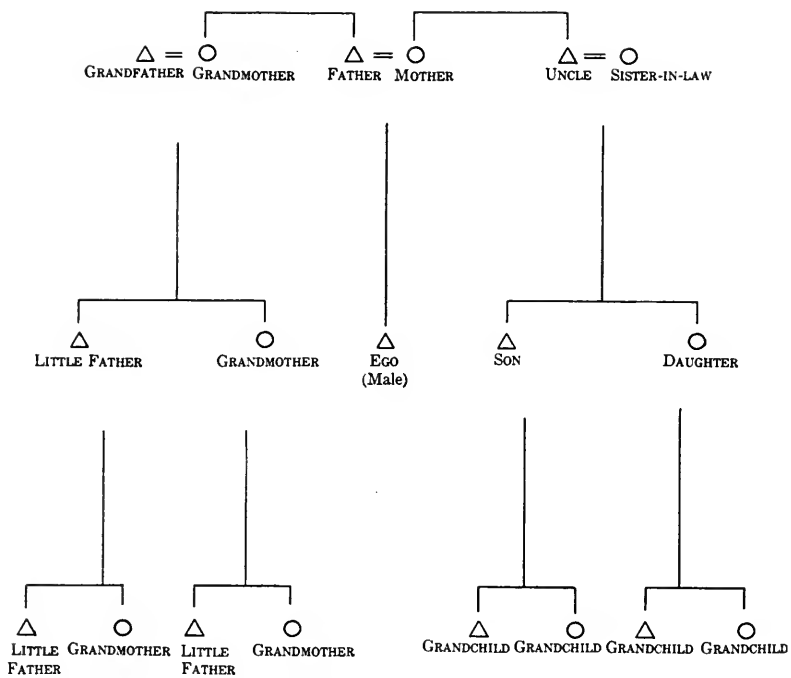 GRANDFATHER GRANDMOTHER FATHER MOTHER UNCLE SISTER-IN-LAW
LITTLE FATHER GRANDMOTHER EGO SON DAUGHTER
(Male)
LITTLE GRANDMOTHER LITTLE GRANDMOTHER GRANDCHILD GRANDCHILD GRANDCHILD GRANDCHILD
FATHER FATHER